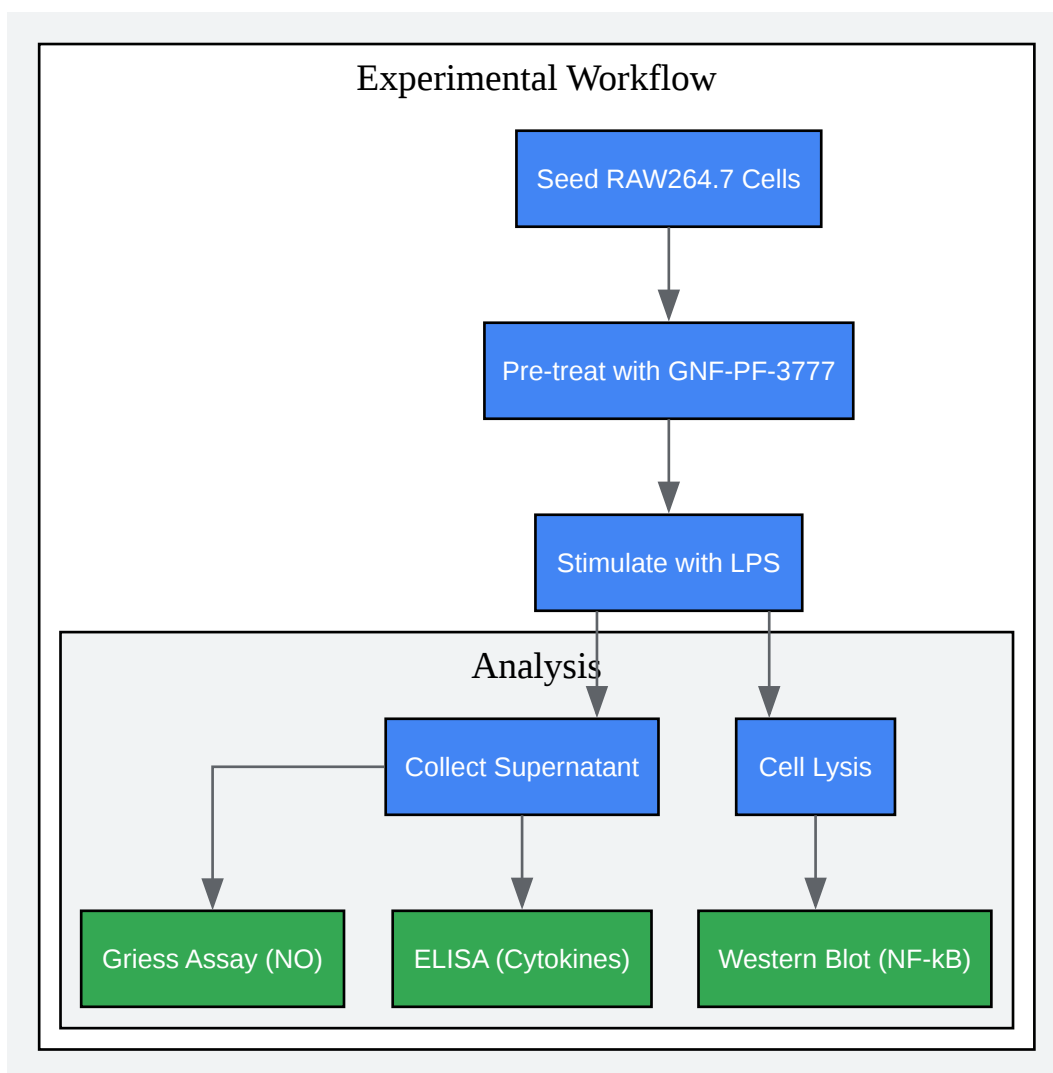 Experimental Workflow
Seed RAW264.7 Cells
Pre-treat with GNF-PF-3777
Stimulate with LPS
Analysis
Collect Supernatant
Cell Lysis
Griess Assay (NO)
ELISA (Cytokines)
Western Blot (NF-kB)